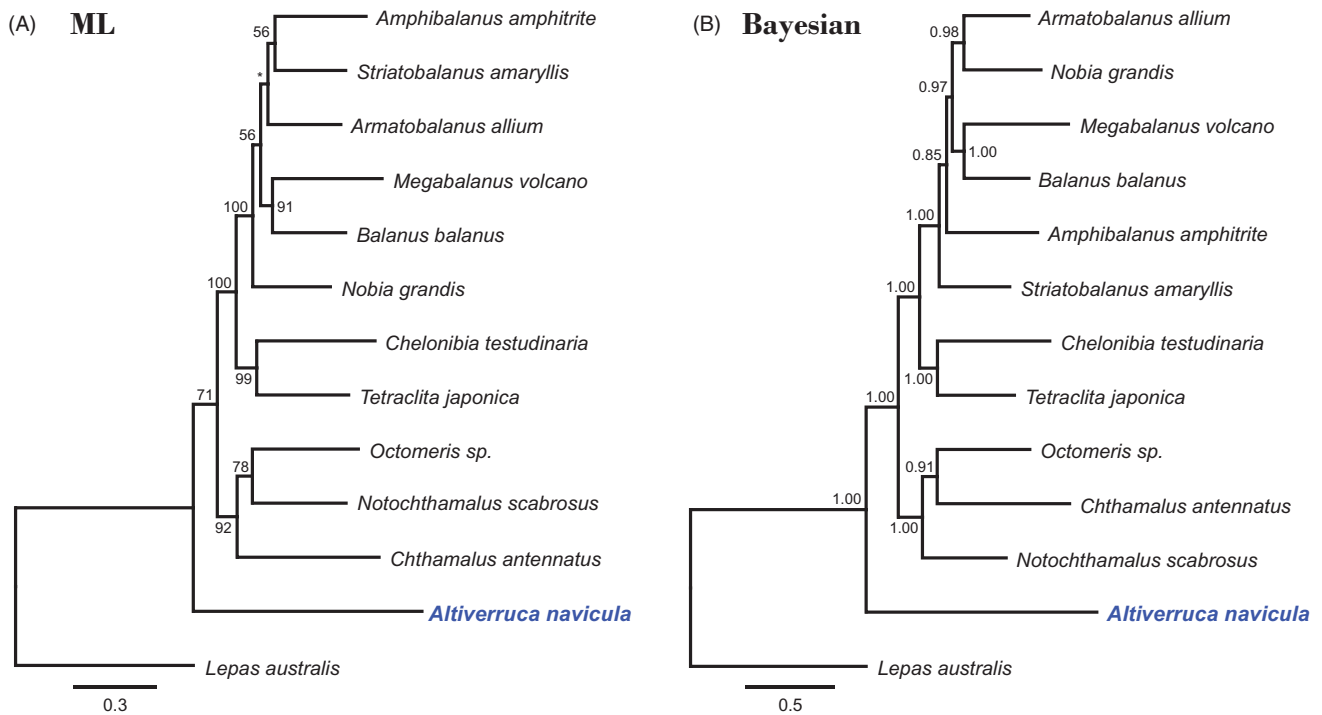 (A) ML
56
Amphibalanus amphitrite
*
Striatobalanus amaryllis
56
Armatobalanus allium
Megabalanus volcano
100
91
Balanus balanus
100
Nobia grandis
Chelonibia testudinaria
99
Tetraclita japonica
71
Octomeris sp.
78
Notochthamalus scabrosus
92
Chthamalus antennatus
Altiverruca navicula
Lepas australis
0.3
(B) Bayesian
0.98
Armatobalanus allium
0.97
Nobia grandis
Megabalanus volcano
0.85
1.00
Balanus balanus
1.00
Amphibalanus amphitrite
1.00
Striatobalanus amaryllis
Chelonibia testudinaria
1.00
Tetraclita japonica
1.00
Octomeris sp.
0.91
Chthamalus antennatus
1.00
1.00
Notochthamalus scabrosus
Altiverruca navicula
Lepas australis
0.5